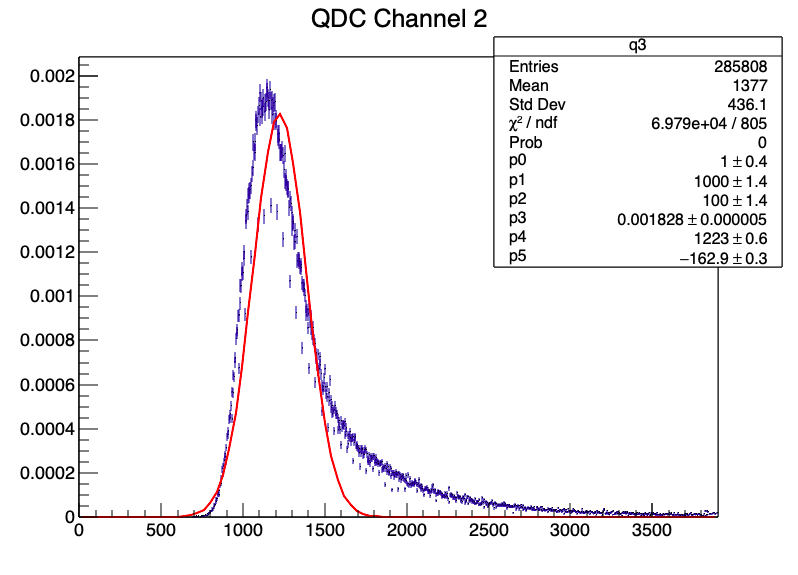 QDC Channel 2
q3
Entries 285808
Mean 1377
Std Dev 436.1
χ² / ndf 6.979e+04 / 805
Prob 0
p0 1 ± 0.4
p1 1000 ± 1.4
p2 100 ± 1.4
p3 0.001828 ± 0.000005
p4 1223 ± 0.6
p5 −162.9 ± 0.3
0.002
0.0018
0.0016
0.0014
0.0012
0.001
0.0008
0.0006
0.0004
0.0002
0
0 500 1000 1500 2000 2500 3000 3500